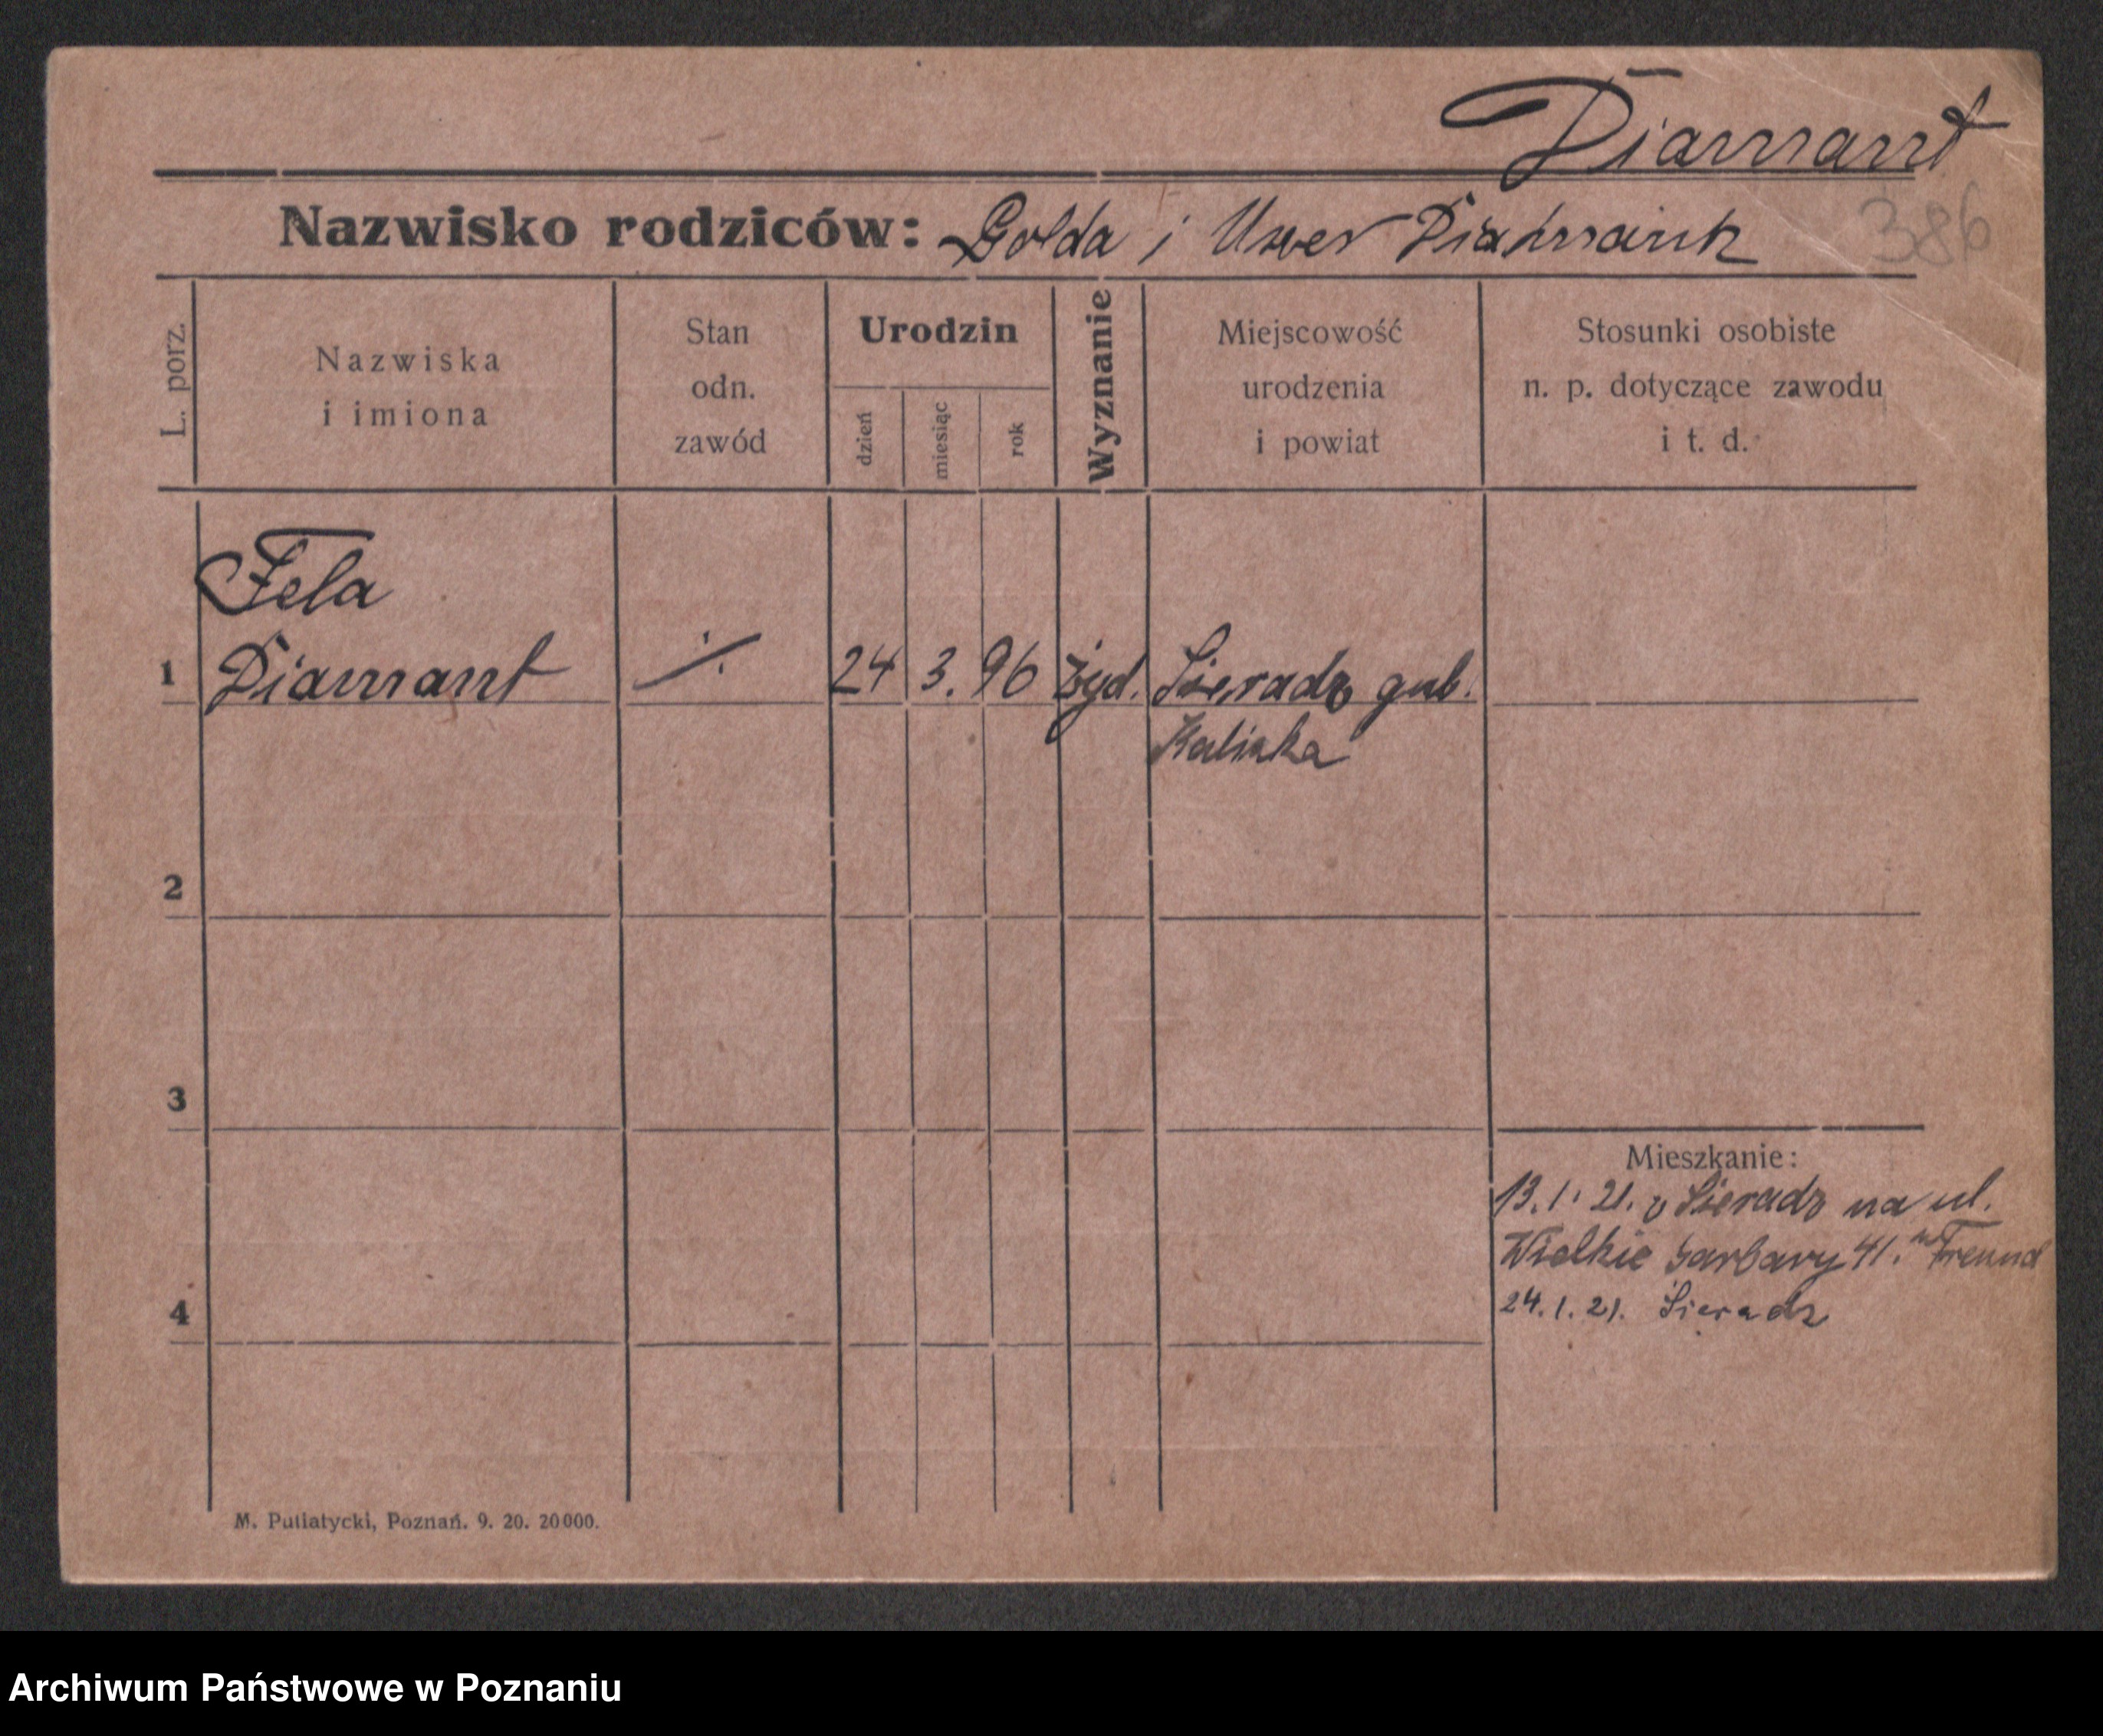 Diamant
Nazwisko rodziców: Golda i Uszer Diamant
386
L. porz.
Nazwiska
i imiona
Stan
odn.
zawód
Urodzin
dzień
miesiąc
rok
Wyznanie
Miejscowość
urodzenia
i powiat
Stosunki osobiste
n. p. dotyczące zawodu
i t. d.
Fela
1 Diamant ./. 24 3. 96 żyd. Sieradz gub.
Kaliska
2
3
4
Mieszkanie:
13.1.21. z Sieradz na ul.
Wielkie Garbary 41. Freund
24.1.21. Sieradz
M. Putiatycki, Poznań. 9. 20. 20000.
Archiwum Państwowe w Poznaniu